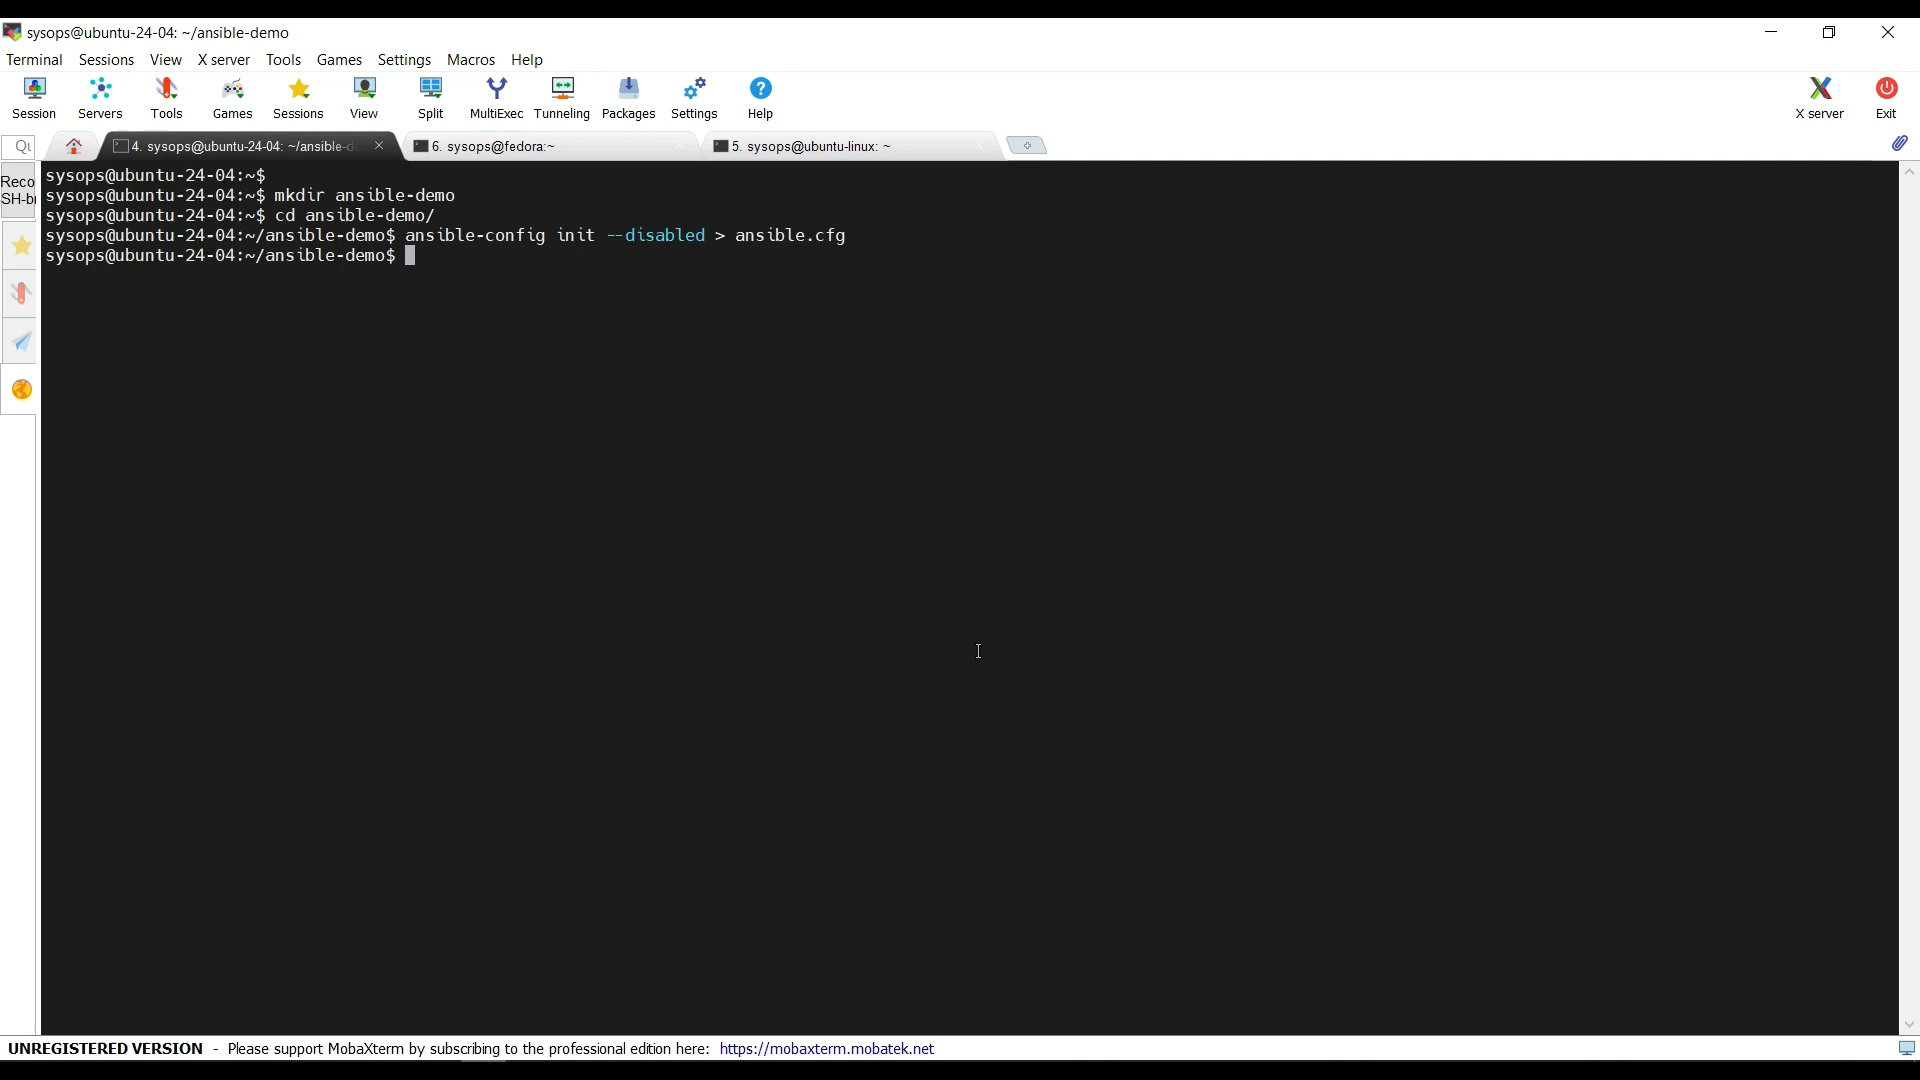 sysops@ubuntu-24-04: ~/ansible-demo
Terminal Sessions View X server Tools Games Settings Macros Help
Session Servers Tools Games Sessions View Split MultiExec Tunneling Packages Settings Help X server Exit
4. sysops@ubuntu-24-04: ~/ansible-d 6. sysops@fedora:~ 5. sysops@ubuntu-linux: ~
Reco
SH-b
sysops@ubuntu-24-04:~$
sysops@ubuntu-24-04:~$ mkdir ansible-demo
sysops@ubuntu-24-04:~$ cd ansible-demo/
sysops@ubuntu-24-04:~/ansible-demo$ ansible-config init --disabled > ansible.cfg
sysops@ubuntu-24-04:~/ansible-demo$
UNREGISTERED VERSION - Please support MobaXterm by subscribing to the professional edition here: https://mobaxterm.mobatek.net